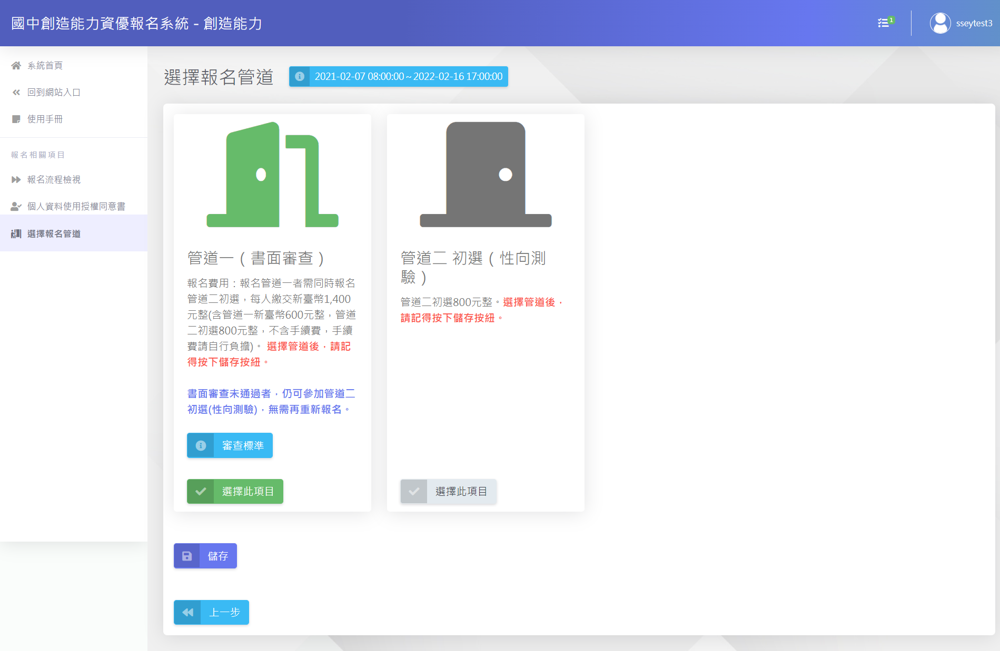 國中創造能力資優報名系統 - 創造能力
1
sseytest3
系統首頁
回到網站入口
使用手冊
報名相關項目
報名流程檢視
個人資料使用授權同意書
選擇報名管道
選擇報名管道
2021-02-07 08:00:00 ~ 2022-02-16 17:00:00
管道一（書面審查）
報名費用：報名管道一者需同時報名
管道二初選，每人繳交新臺幣1,400
元整(含管道一新臺幣600元整，管道
二初選800元整，不含手續費，手續
費請自行負擔)。選擇管道後，請記
得按下儲存按紐。
書面審查未通過者，仍可參加管道二
初選(性向測驗)，無需再重新報名。
審查標準
選擇此項目
管道二 初選（性向測
驗）
管道二初選800元整。選擇管道後，
請記得按下儲存按紐。
選擇此項目
儲存
上一步